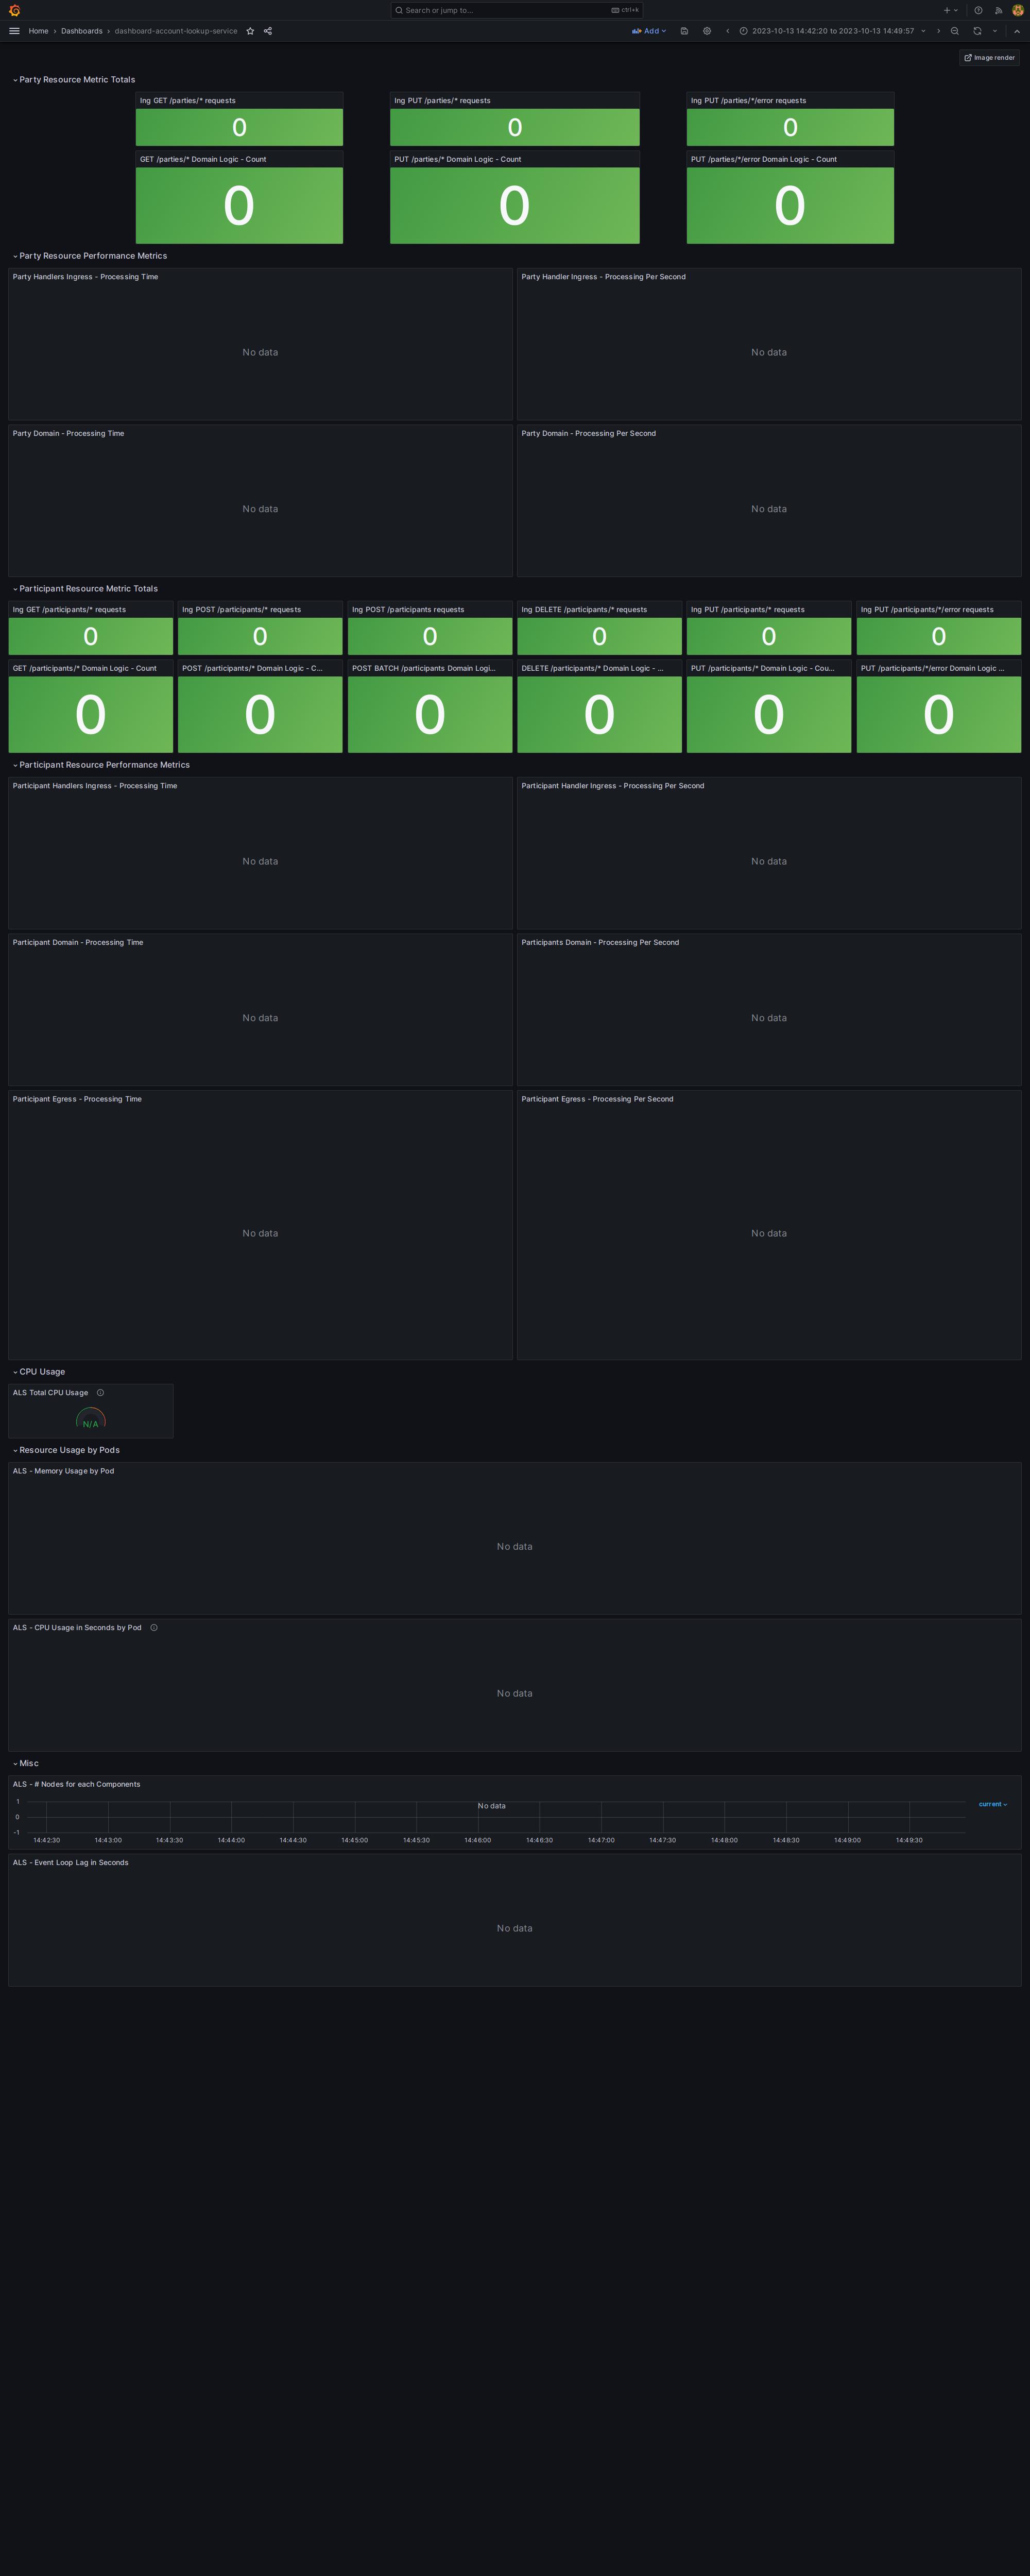 Search or jump to...
ctrl+k
Home › Dashboards › dashboard-account-lookup-service
Add
2023-10-13 14:42:20 to 2023-10-13 14:49:57
Image render
Party Resource Metric Totals
Ing GET /parties/* requests
Ing PUT /parties/* requests
Ing PUT /parties/*/error requests
0
0
0
GET /parties/* Domain Logic - Count
PUT /parties/* Domain Logic - Count
PUT /parties/*/error Domain Logic - Count
0
0
0
Party Resource Performance Metrics
Party Handlers Ingress - Processing Time
Party Handler Ingress - Processing Per Second
No data
No data
Party Domain - Processing Time
Party Domain - Processing Per Second
No data
No data
Participant Resource Metric Totals
Ing GET /participants/* requests
Ing POST /participants/* requests
Ing POST /participants requests
Ing DELETE /participants/* requests
Ing PUT /participants/* requests
Ing PUT /participants/*/error requests
0
0
0
0
0
0
GET /participants/* Domain Logic - Count
POST /participants/* Domain Logic - C...
POST BATCH /participants Domain Logi...
DELETE /participants/* Domain Logic - ...
PUT /participants/* Domain Logic - Cou...
PUT /participants/*/error Domain Logic ...
0
0
0
0
0
0
Participant Resource Performance Metrics
Participant Handlers Ingress - Processing Time
Participant Handler Ingress - Processing Per Second
No data
No data
Participant Domain - Processing Time
Participants Domain - Processing Per Second
No data
No data
Participant Egress - Processing Time
Participant Egress - Processing Per Second
No data
No data
CPU Usage
ALS Total CPU Usage
N/A
Resource Usage by Pods
ALS - Memory Usage by Pod
No data
ALS - CPU Usage in Seconds by Pod
No data
Misc
ALS - # Nodes for each Components
1
0
-1
No data
current
14:42:30
14:43:00
14:43:30
14:44:00
14:44:30
14:45:00
14:45:30
14:46:00
14:46:30
14:47:00
14:47:30
14:48:00
14:48:30
14:49:00
14:49:30
ALS - Event Loop Lag in Seconds
No data